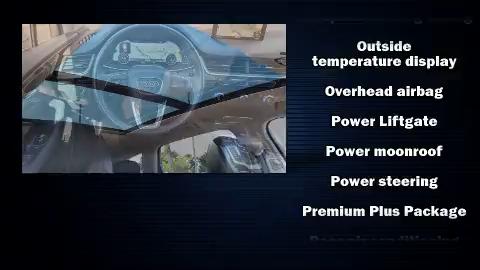 Outside
temperature display
Overhead airbag
Power Liftgate
Power moonroof
Power steering
Premium Plus Package